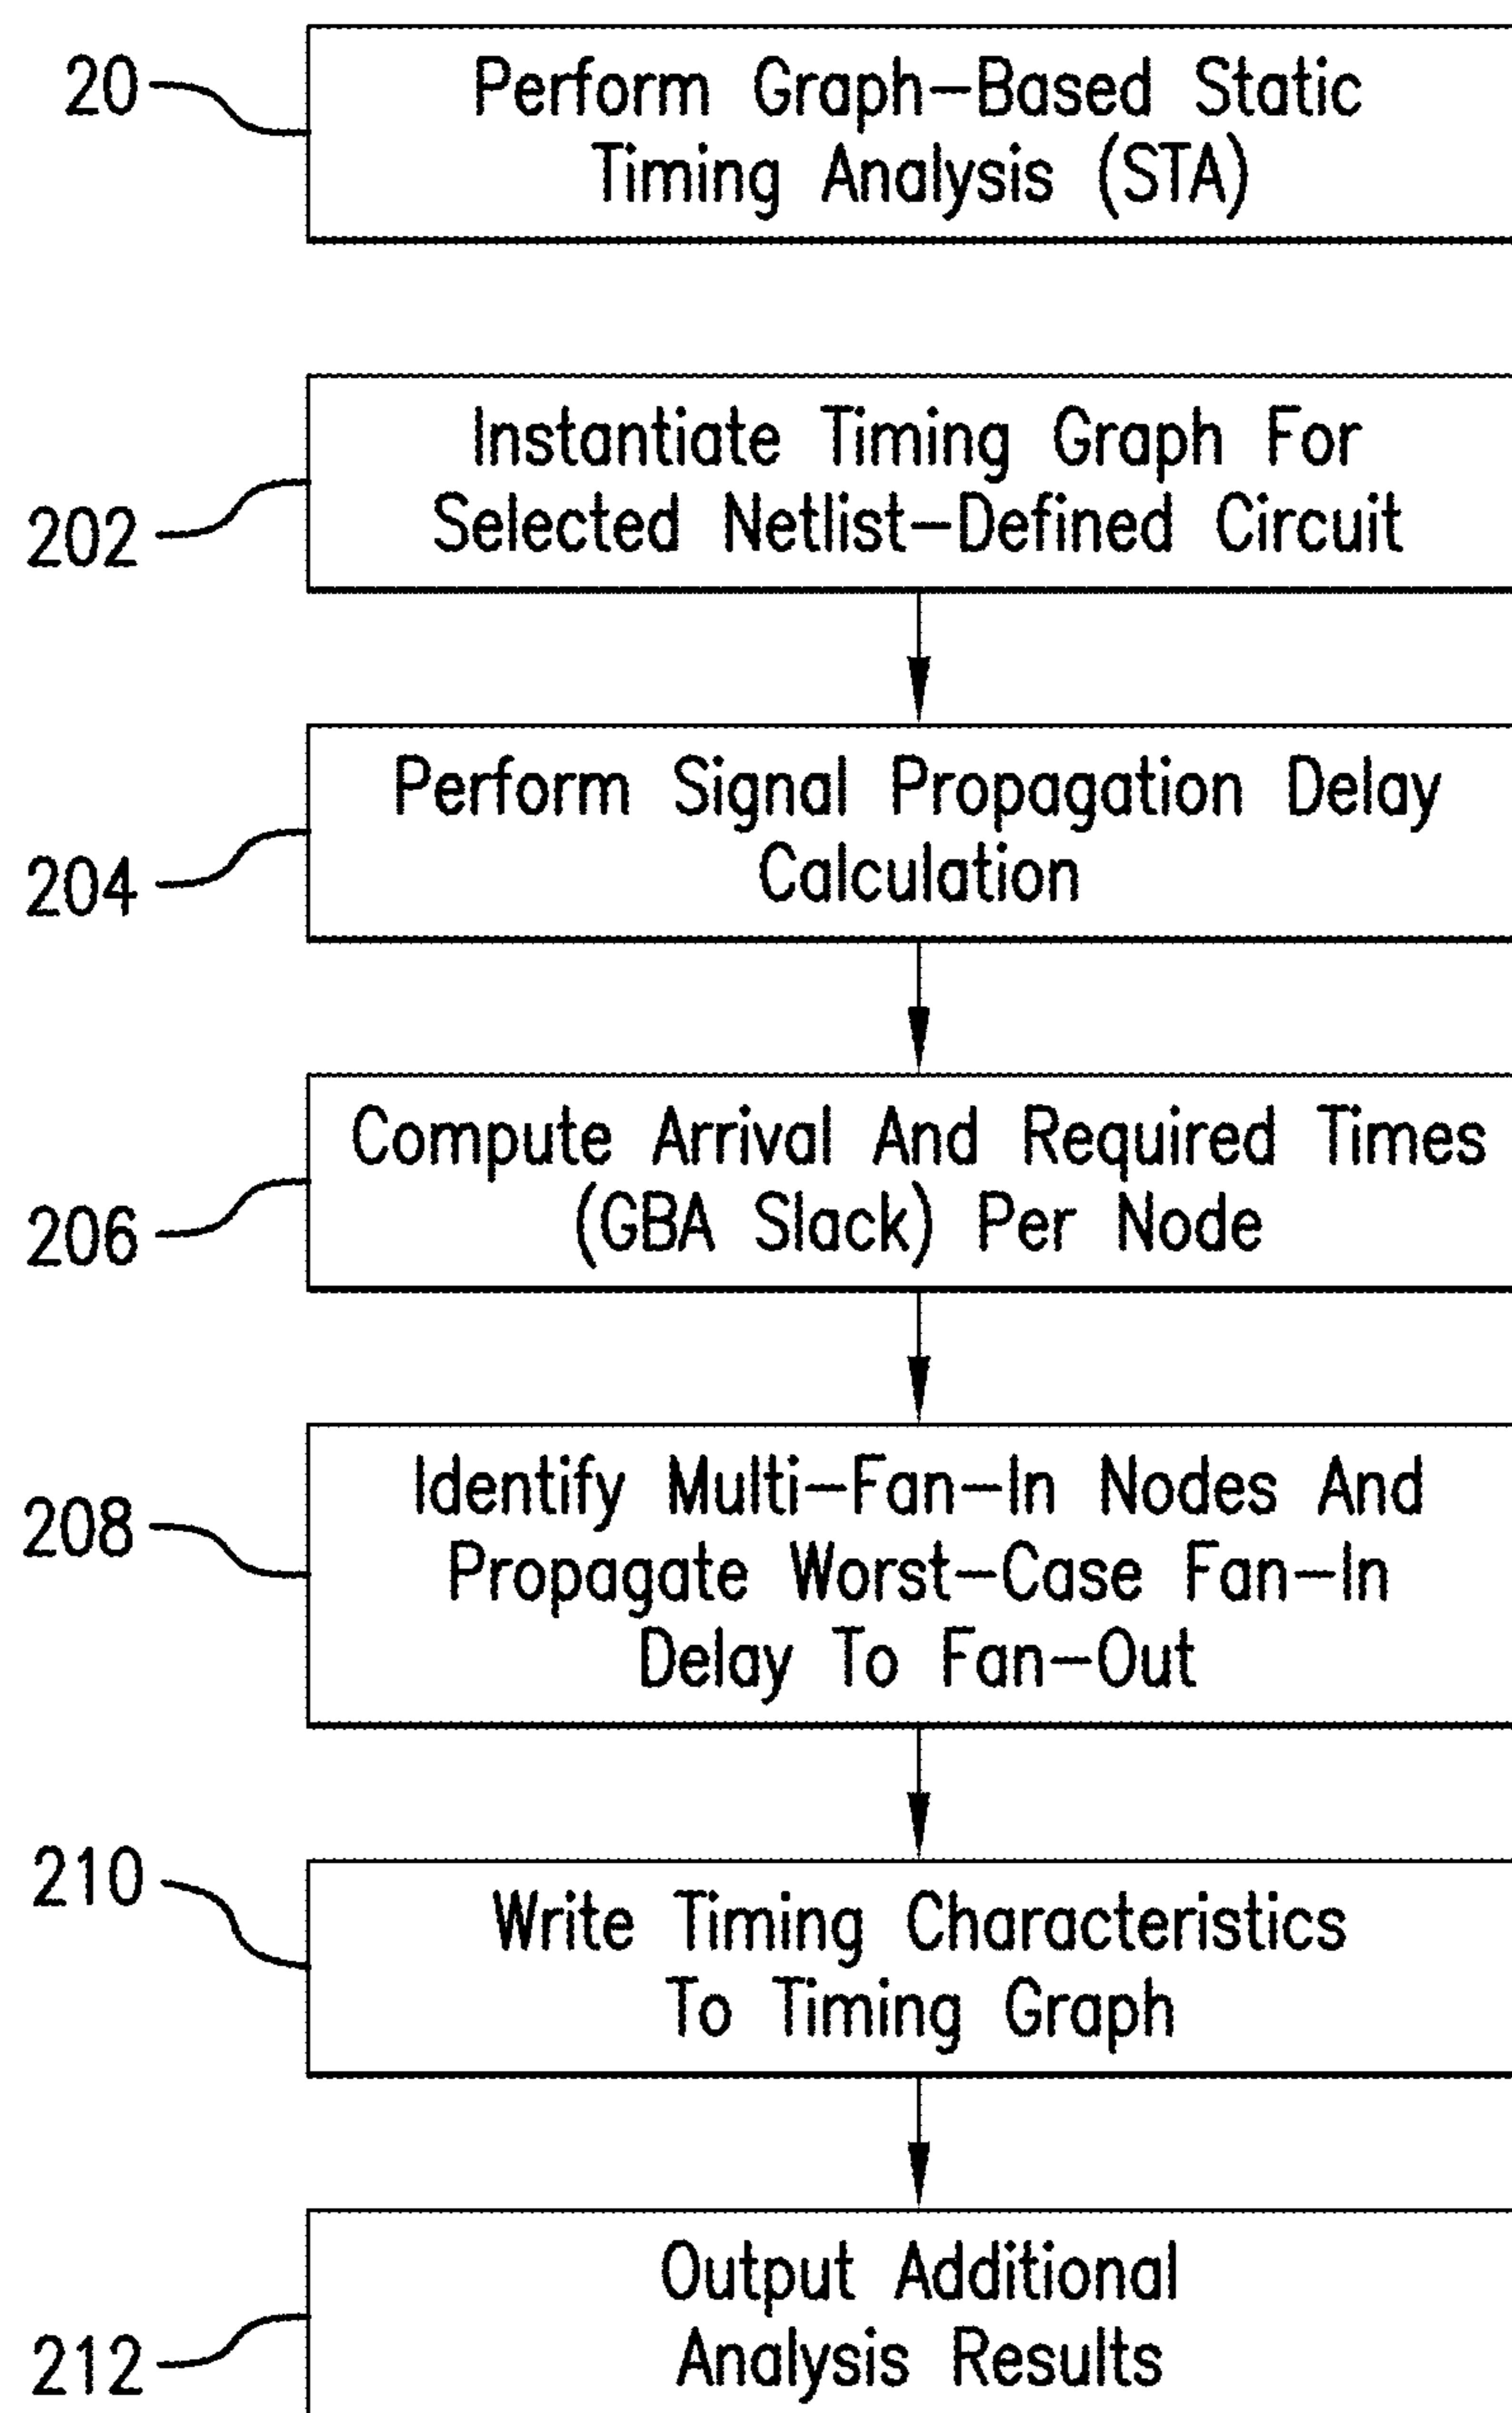 20
Perform Graph-Based Static
Timing Analysis (STA)
202
Instantiate Timing Graph For
Selected Netlist-Defined Circuit
204
Perform Signal Propagation Delay
Calculation
206
Compute Arrival And Required Times
(GBA Slack) Per Node
208
Identify Multi-Fan-In Nodes And
Propagate Worst-Case Fan-In
Delay To Fan-Out
210
Write Timing Characteristics
To Timing Graph
212
Output Additional
Analysis Results